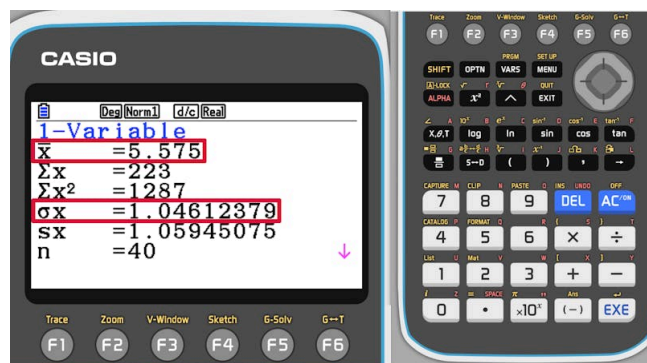 CASIO
Deg Norm1 d/c Real
1-Variable
x̄ =5.575
Σx =223
Σx² =1287
σx =1.04612379
sx =1.05945075
n =40
↓
Trace Zoom V-Window Sketch G-Solv G↔T
F1 F2 F3 F4 F5 F6
Trace Zoom V-Window Sketch G-Solv G↔T
F1 F2 F3 F4 F5 F6
PRGM SET UP
SHIFT OPTN VARS MENU
A-LOCK QUIT
ALPHA x² ^ EXIT
X,θ,T log ln sin cos tan
S↔D ( ) , →
CAPTURE M CLIP N PASTE O INS UNDO OFF
7 8 9 DEL AC/ON
CATALOG P FORMAT Q R { S } T
4 5 6 × ÷
List U Mat V W [ X ] Y
1 2 3 + −
i Z = SPACE π Ans
0 • ×10ˣ (−) EXE